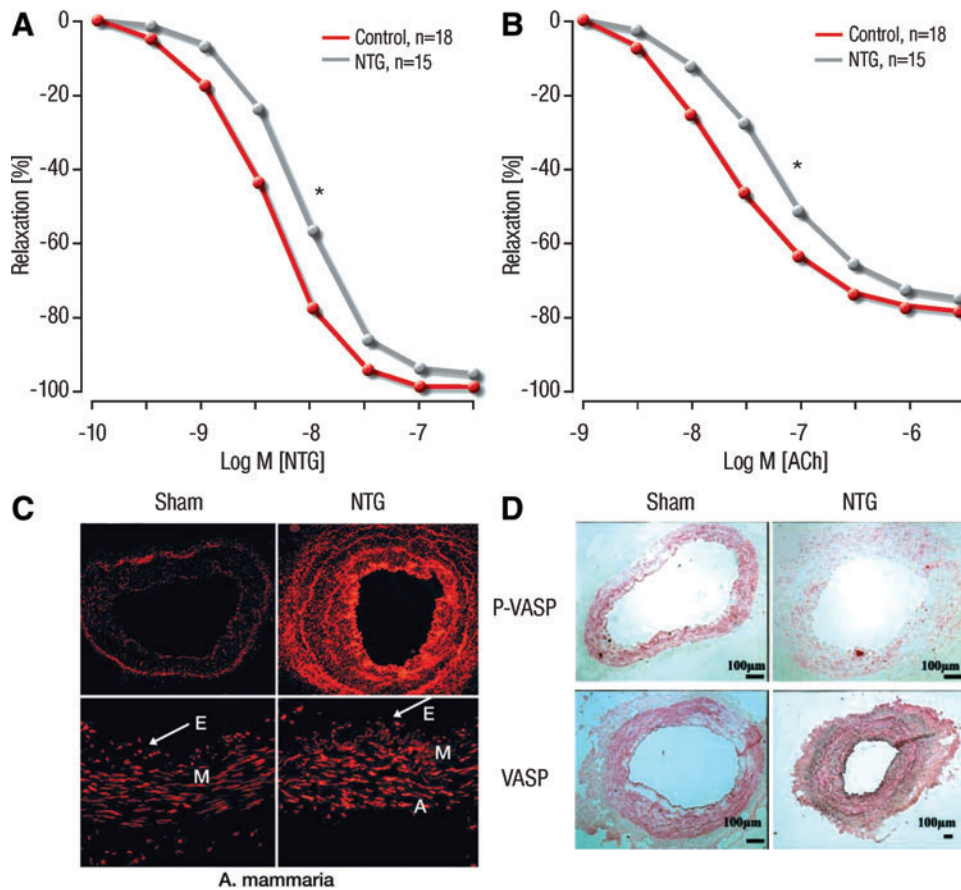 A
0
-20
-40
-60
-80
-100
Relaxation [%]
Control, n=18
NTG, n=15
*
-10 -9 -8 -7
Log M [NTG]
B
0
-20
-40
-60
-80
-100
Relaxation [%]
Control, n=18
NTG, n=15
*
-9 -8 -7 -6
Log M [ACh]
C
Sham NTG
E
M
E
M
A
A. mammaria
D
Sham NTG
P-VASP
100µm
100µm
VASP
100µm
100µm